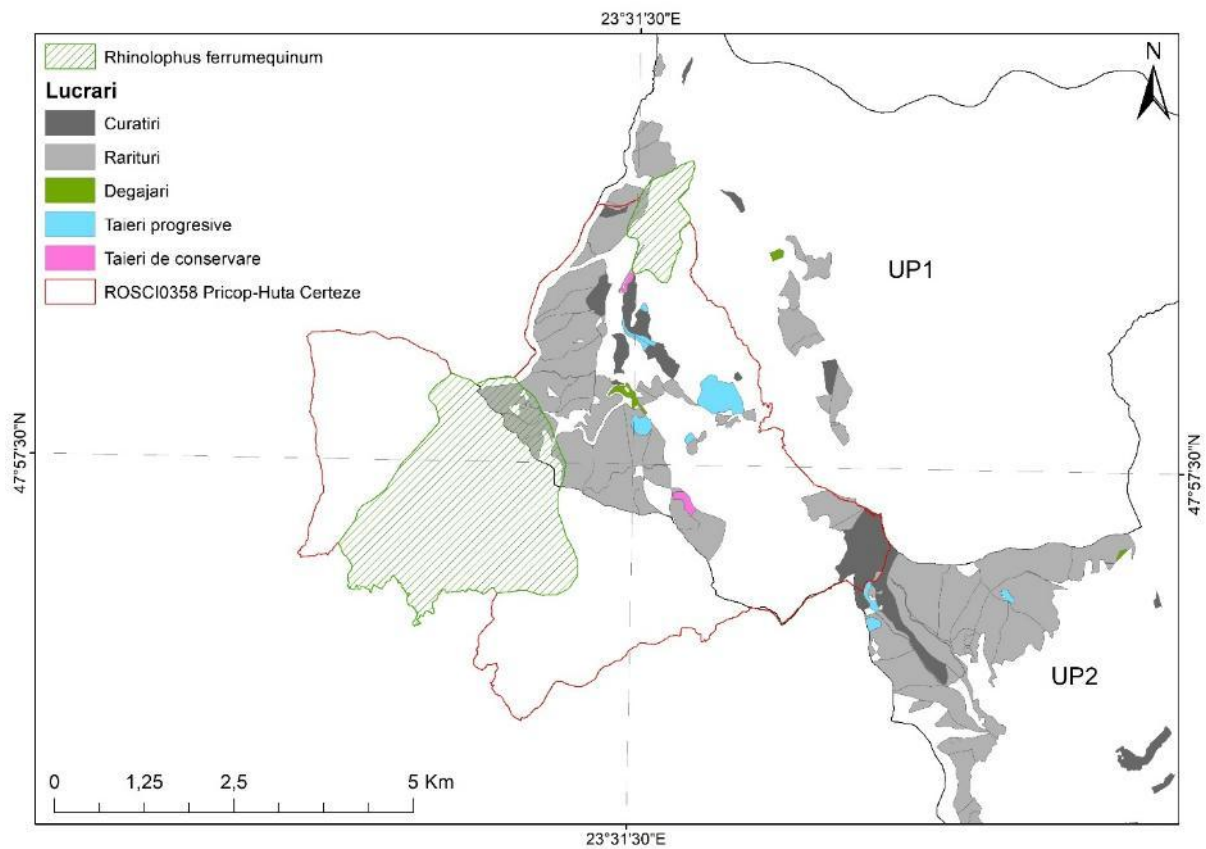 23°31'30"E
Rhinolophus ferrumequinum
Lucrari
Curatiri
Rarituri
Degajari
Taieri progresive
Taieri de conservare
ROSCI0358 Pricop-Huta Certeze
N
UP1
47°57'30"N
47°57'30"N
UP2
0 1,25 2,5 5 Km
23°31'30"E